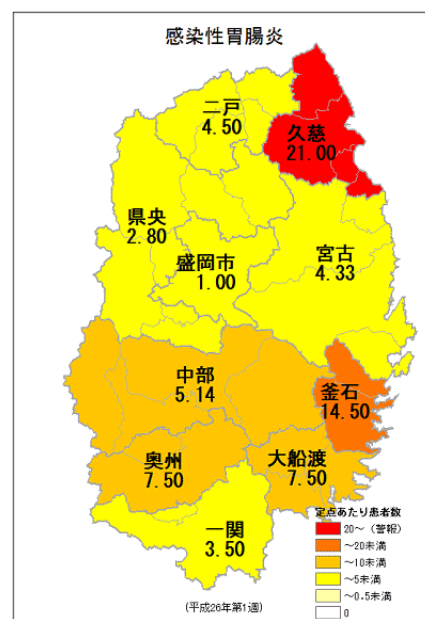 感染性胃腸炎
二戸
4.50
久慈
21.00
県央
2.80
盛岡市
1.00
宮古
4.33
中部
5.14
釜石
14.50
奥州
7.50
大船渡
7.50
一関
3.50
定点あたり患者数
20～（警報）
～20未満
～10未満
～5未満
～0.5未満
0
(平成26年第1週)